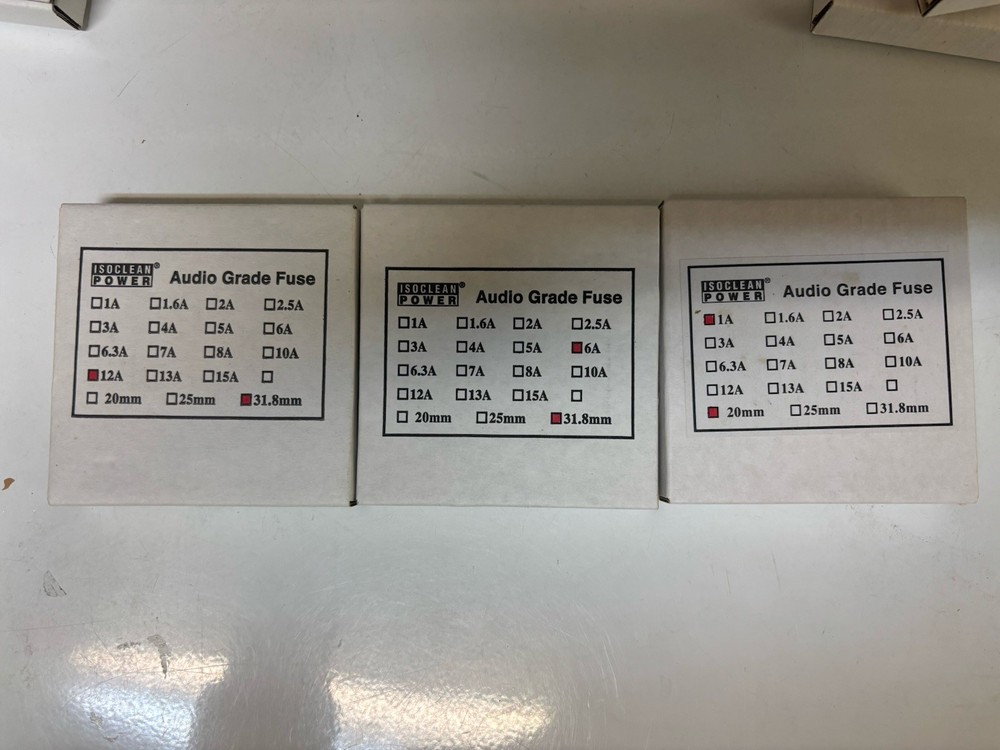 ISOCLEAN® POWER Audio Grade Fuse
☐1A ☐1.6A ☐2A ☐2.5A
☐3A ☐4A ☐5A ☐6A
☐6.3A ☐7A ☐8A ☐10A
■12A ☐13A ☐15A ☐
☐ 20mm ☐25mm ■31.8mm
ISOCLEAN® POWER Audio Grade Fuse
☐1A ☐1.6A ☐2A ☐2.5A
☐3A ☐4A ☐5A ■6A
☐6.3A ☐7A ☐8A ☐10A
☐12A ☐13A ☐15A ☐
☐ 20mm ☐25mm ■31.8mm
ISOCLEAN® POWER Audio Grade Fuse
■1A ☐1.6A ☐2A ☐2.5A
☐3A ☐4A ☐5A ☐6A
☐6.3A ☐7A ☐8A ☐10A
☐12A ☐13A ☐15A ☐
■ 20mm ☐25mm ☐31.8mm